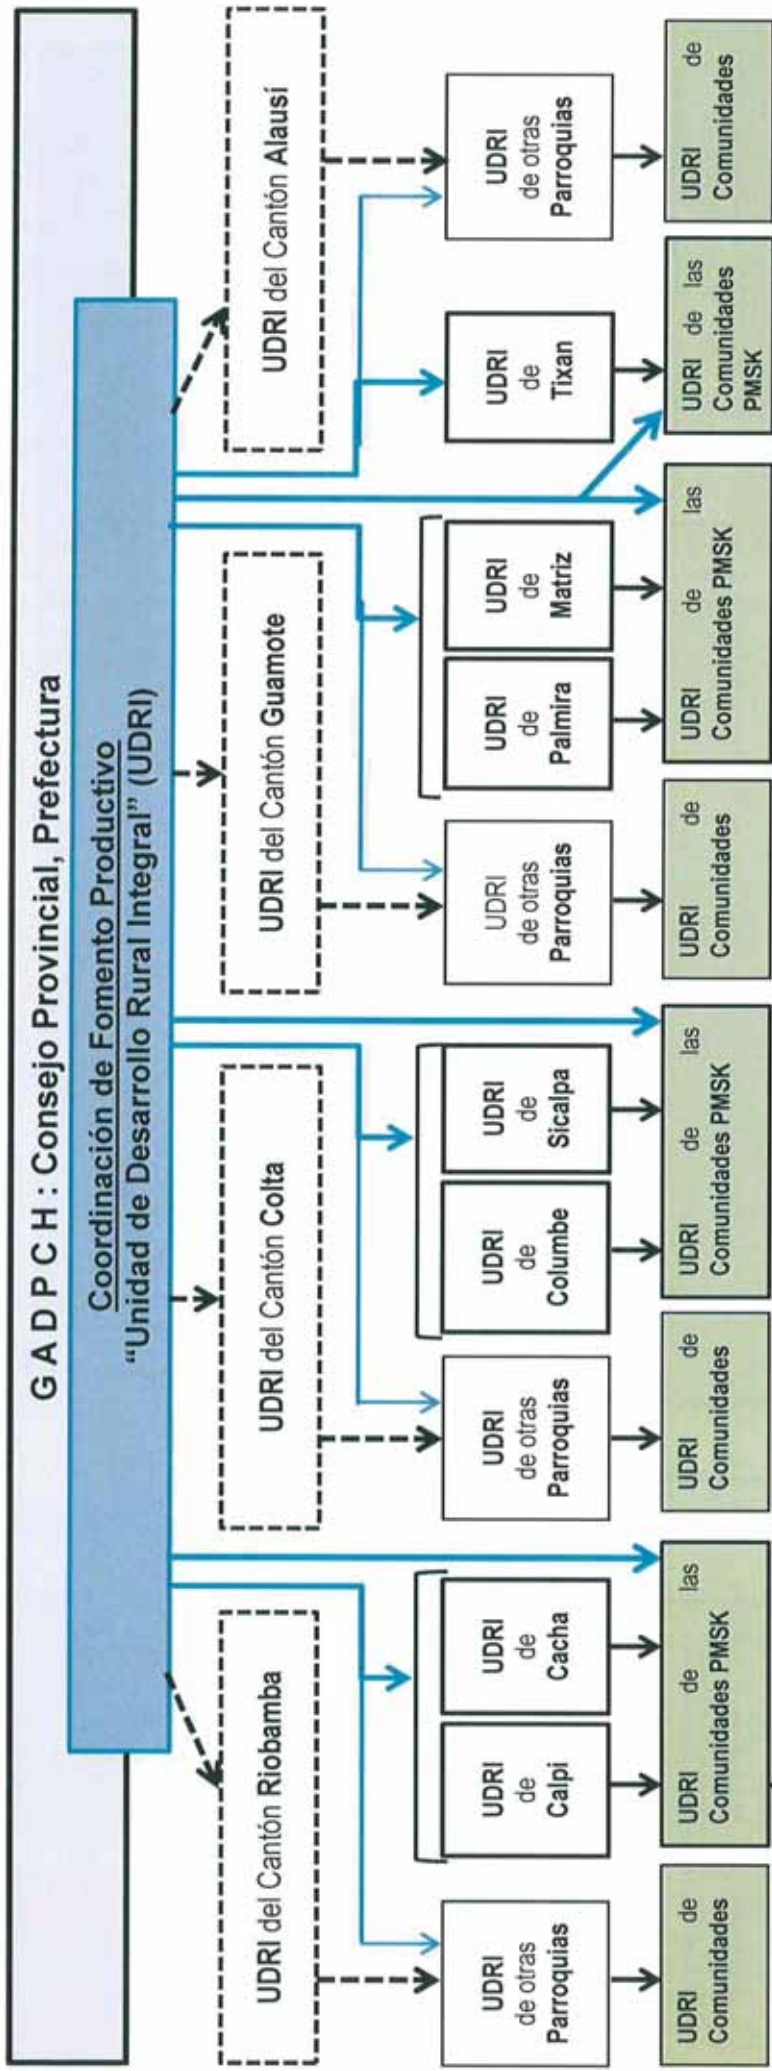 G A D P C H : Consejo Provincial, Prefectura
Coordinación de Fomento Productivo
“Unidad de Desarrollo Rural Integral” (UDRI)
UDRI del Cantón Riobamba
UDRI del Cantón Colta
UDRI del Cantón Guamote
UDRI del Cantón Alausí
UDRI
de otras
Parroquias
UDRI
de
Calpi
UDRI
de
Cacha
UDRI
de otras
Parroquias
UDRI
de
Columbe
UDRI
de
Sicalpa
UDRI
de otras
Parroquias
UDRI
de
Palmira
UDRI
de
Matriz
UDRI
de
Tixan
UDRI
de otras
Parroquias
UDRI de
Comunidades
UDRI de las
Comunidades PMSK
UDRI de
Comunidades
UDRI de las
Comunidades PMSK
UDRI de
Comunidades
UDRI de las
Comunidades PMSK
UDRI de las
Comunidades
PMSK
UDRI de
Comunidades